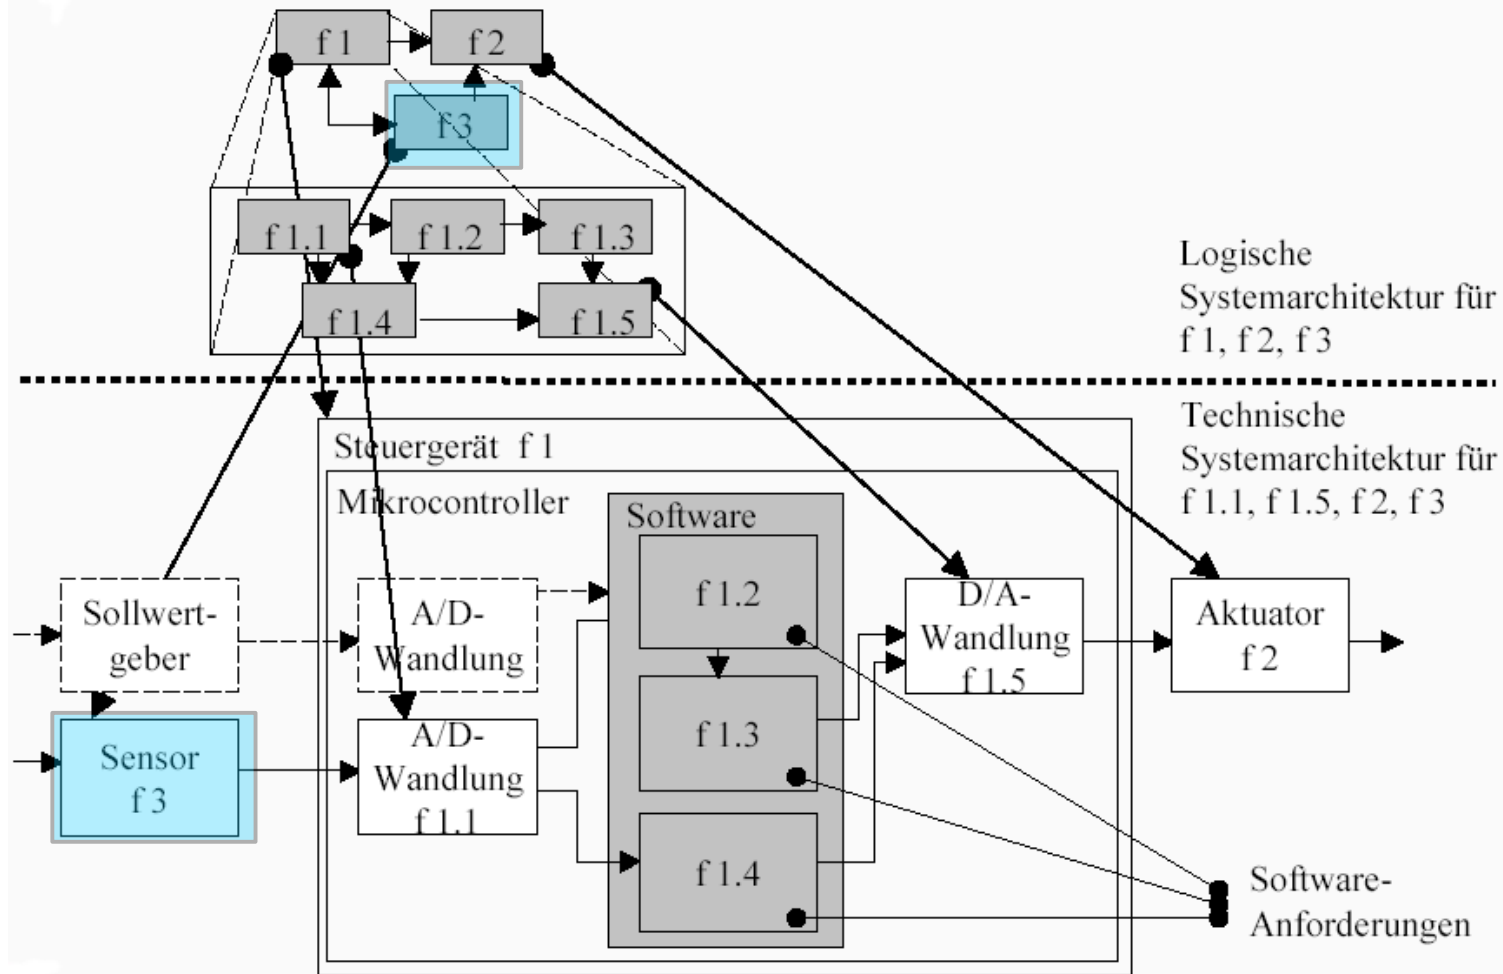 f 1
f 2
f 3
f 1.1
f 1.2
f 1.3
f 1.4
f 1.5
Logische
Systemarchitektur für
f 1, f 2, f 3
Technische
Systemarchitektur für
f 1.1, f 1.5, f 2, f 3
Steuergerät f 1
Mikrocontroller
Software
Sollwert-
geber
A/D-
Wandlung
f 1.2
D/A-
Wandlung
f 1.5
Aktuator
f 2
Sensor
f 3
A/D-
Wandlung
f 1.1
f 1.3
f 1.4
Software-
Anforderungen